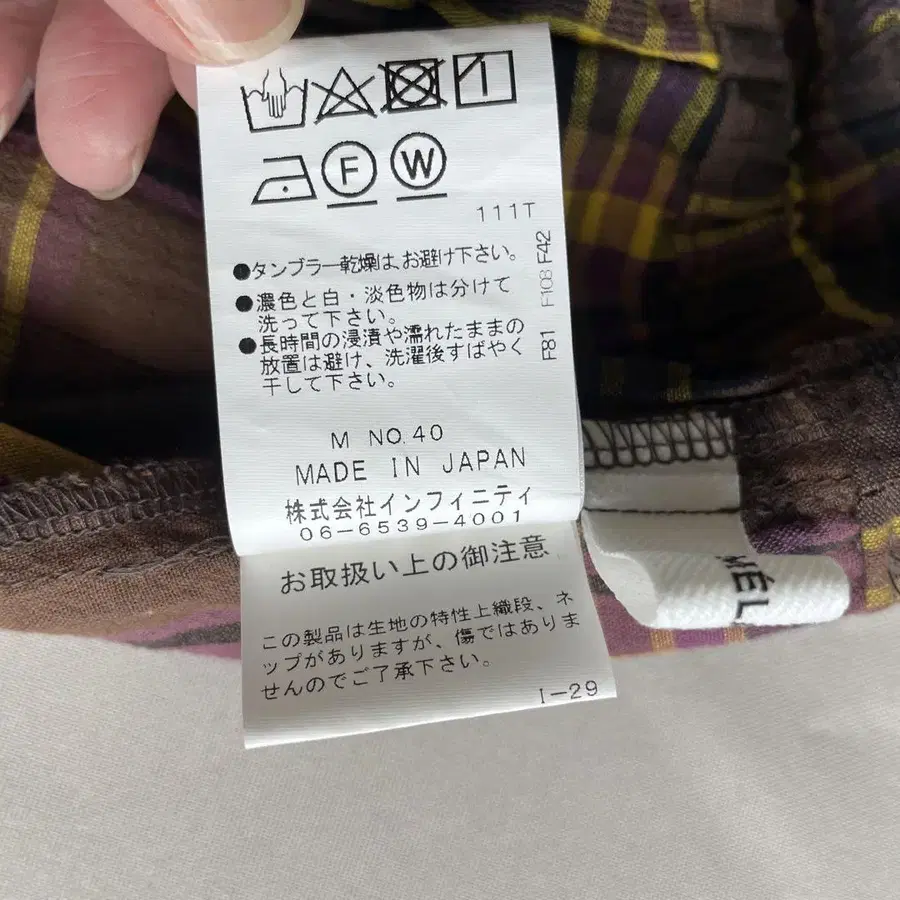 F
W
111T
●タンブラー乾燥は、お避け下さい。
●濃色と白・淡色物は分けて
洗って下さい。
●長時間の浸漬や濡れたままの
放置は避け、洗濯後すばやく
干して下さい。
F81 F108 F42
M NO.40
MADE IN JAPAN
株式会社インフィニティ
06-6539-4001
お取扱い上の御注意
この製品は生地の特性上織段、ネ
ップがありますが、傷ではありま
せんのでご了承下さい。
I-29
MÉL